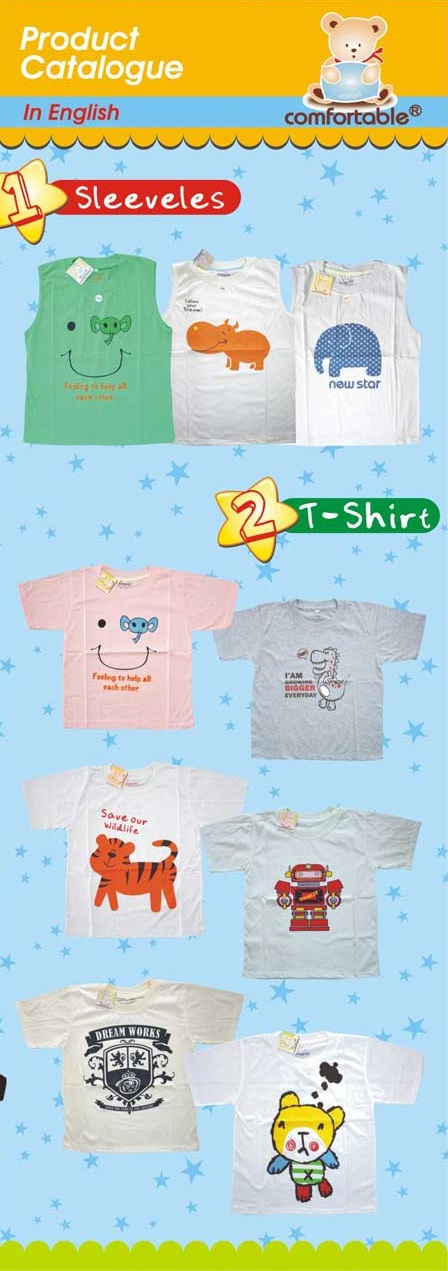 Product
Catalogue
In English
cotton
comfortable®
1
Sleeveles
Feeling to help all
each other
follow
your
dream!
new star
2
T-Shirt
Feeling to help all
each other
I'AM
GROWING
BIGGER
EVERYDAY
Save our
Wildlife
DREAM WORKS
X